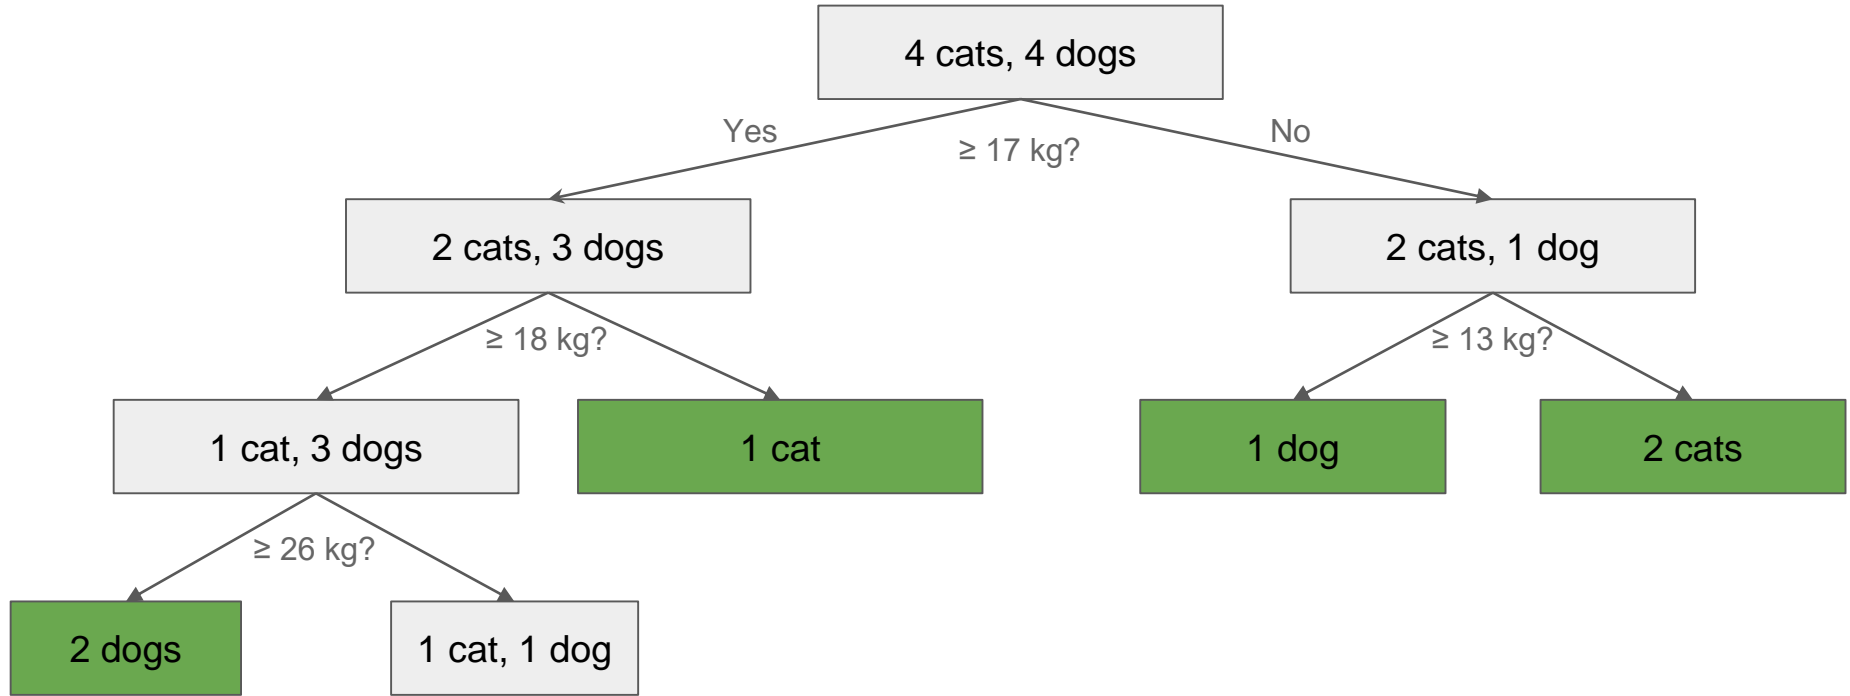 4 cats, 4 dogs
Yes
≥ 17 kg?
No
2 cats, 3 dogs
2 cats, 1 dog
≥ 18 kg?
≥ 13 kg?
1 cat, 3 dogs
1 cat
1 dog
2 cats
≥ 26 kg?
2 dogs
1 cat, 1 dog